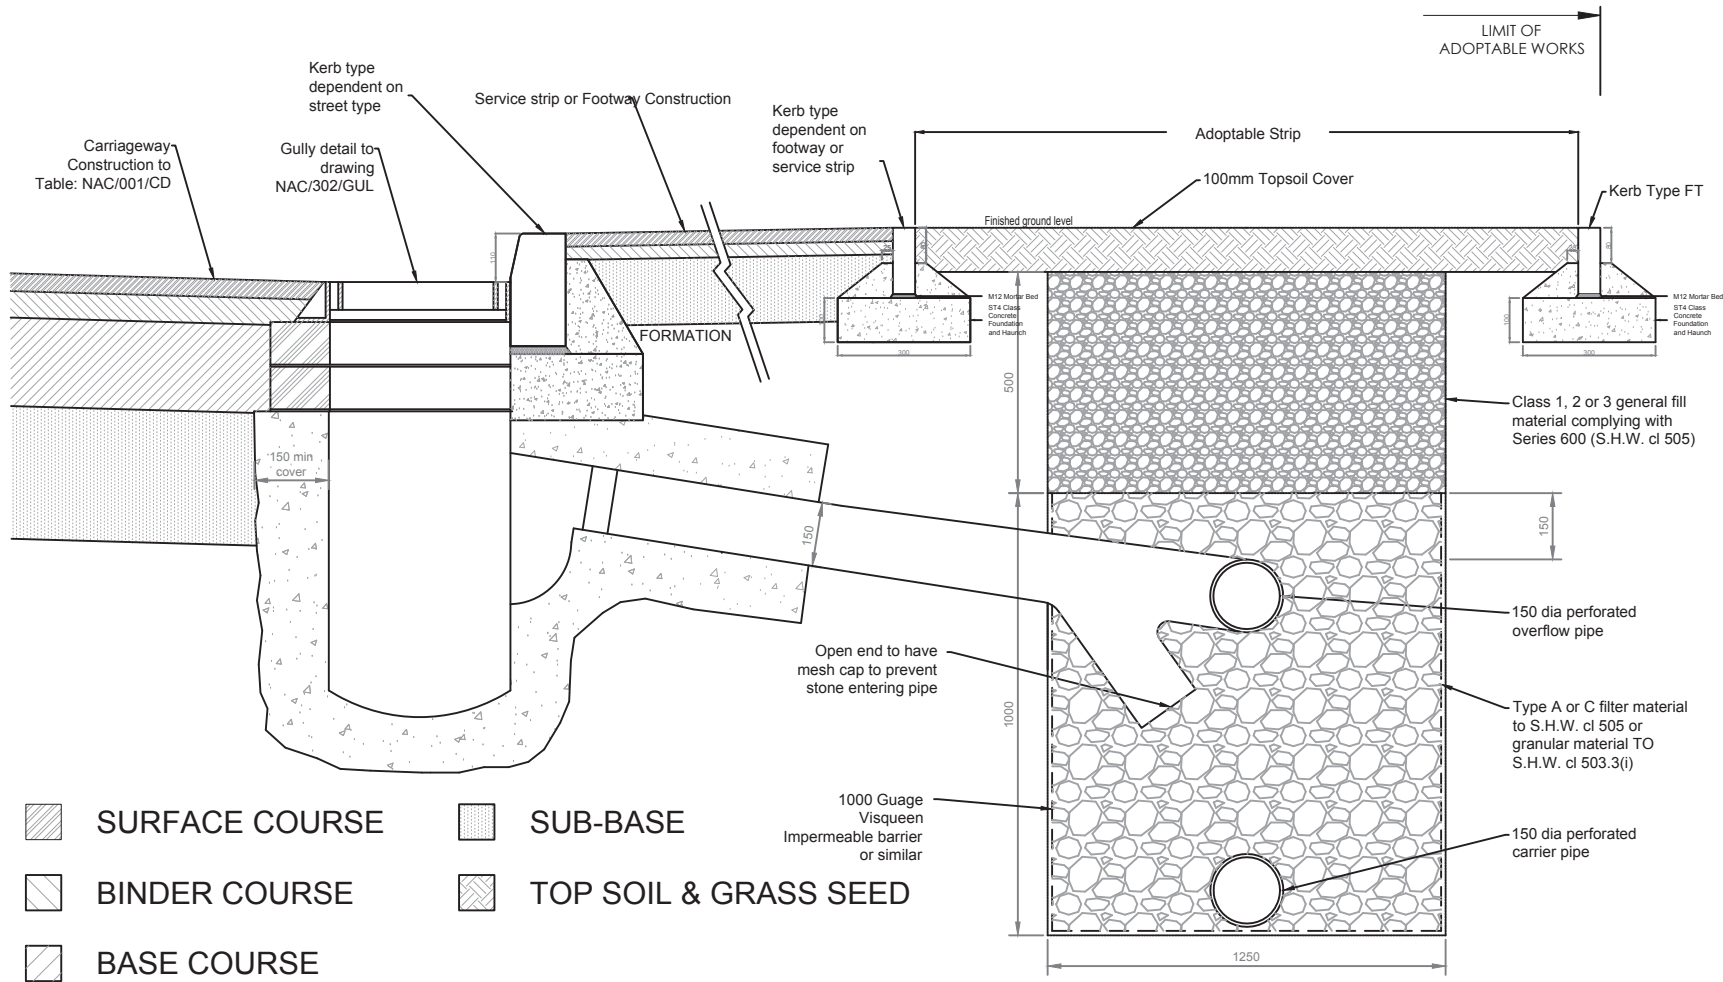 LIMIT OF
ADOPTABLE WORKS
Kerb type
dependent on
street type
Service strip or Footway Construction
Kerb type
dependent on
footway or
service strip
Adoptable Strip
Carriageway
Construction to
Table: NAC/001/CD
Gully detail to
drawing
NAC/302/GUL
100mm Topsoil Cover
Kerb Type FT
Finished ground level
110
M12 Mortar Bed
ST4 Class
Concrete
Foundation
and Haunch
300
M12 Mortar Bed
ST4 Class
Concrete
Foundation
and Haunch
100
300
FORMATION
500
Class 1, 2 or 3 general fill
material complying with
Series 600 (S.H.W. cl 505)
150 min
cover
150
150
150 dia perforated
overflow pipe
Open end to have
mesh cap to prevent
stone entering pipe
1000
Type A or C filter material
to S.H.W. cl 505 or
granular material TO
S.H.W. cl 503.3(i)
1000 Guage
Visqueen
Impermeable barrier
or similar
150 dia perforated
carrier pipe
1250
SURFACE COURSE
SUB-BASE
BINDER COURSE
TOP SOIL & GRASS SEED
BASE COURSE